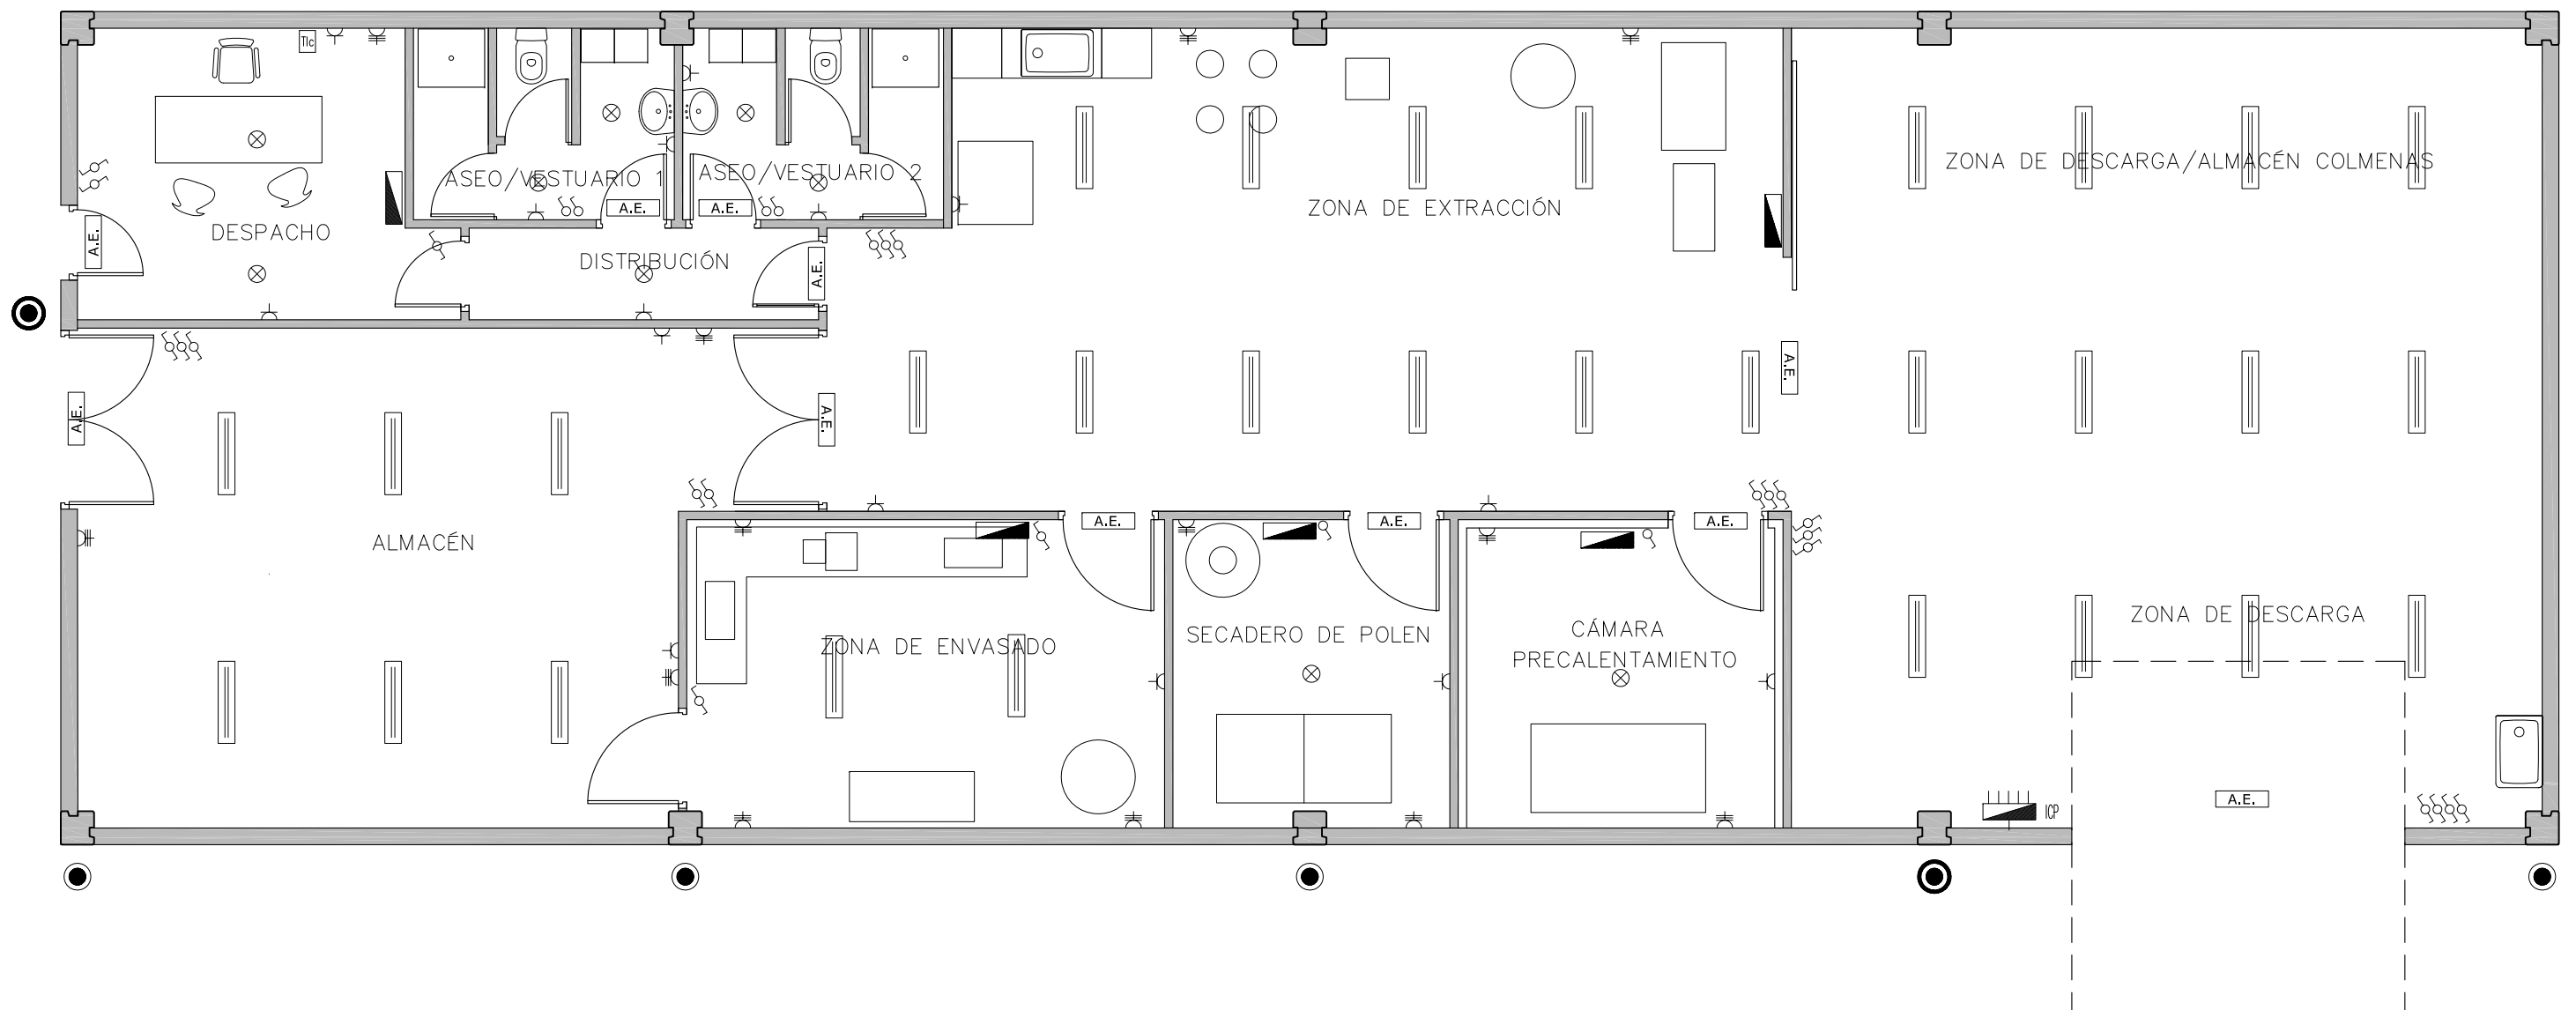 TIc
ASEO/VESTUARIO 1
ASEO/VESTUARIO 2
ZONA DE DESCARGA/ALMACÉN COLMENAS
A.E.
A.E.
ZONA DE EXTRACCIÓN
A.E.
DESPACHO
DISTRIBUCIÓN
A.E.
A.E.
A.E.
A.E.
A.E.
A.E.
A.E.
ALMACÉN
ZONA DE DESCARGA
CÁMARA
PRECALENTAMIENTO
SECADERO DE POLEN
ZONA DE ENVASADO
A.E.
ICP